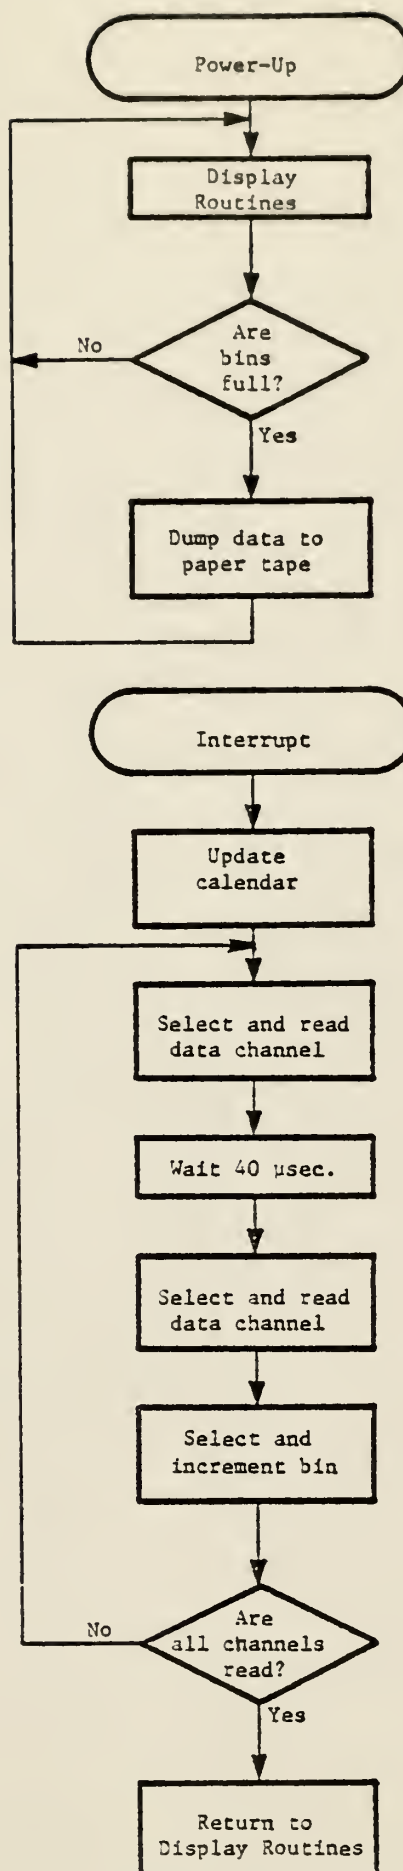 Power-Up
Display
Routines
Are
bins
full?
No
Yes
Dump data to
paper tape
Interrupt
Update
calendar
Select and read
data channel
Wait 40 μsec.
Select and read
data channel
Select and
increment bin
Are
all channels
read?
No
Yes
Return to
Display Routines